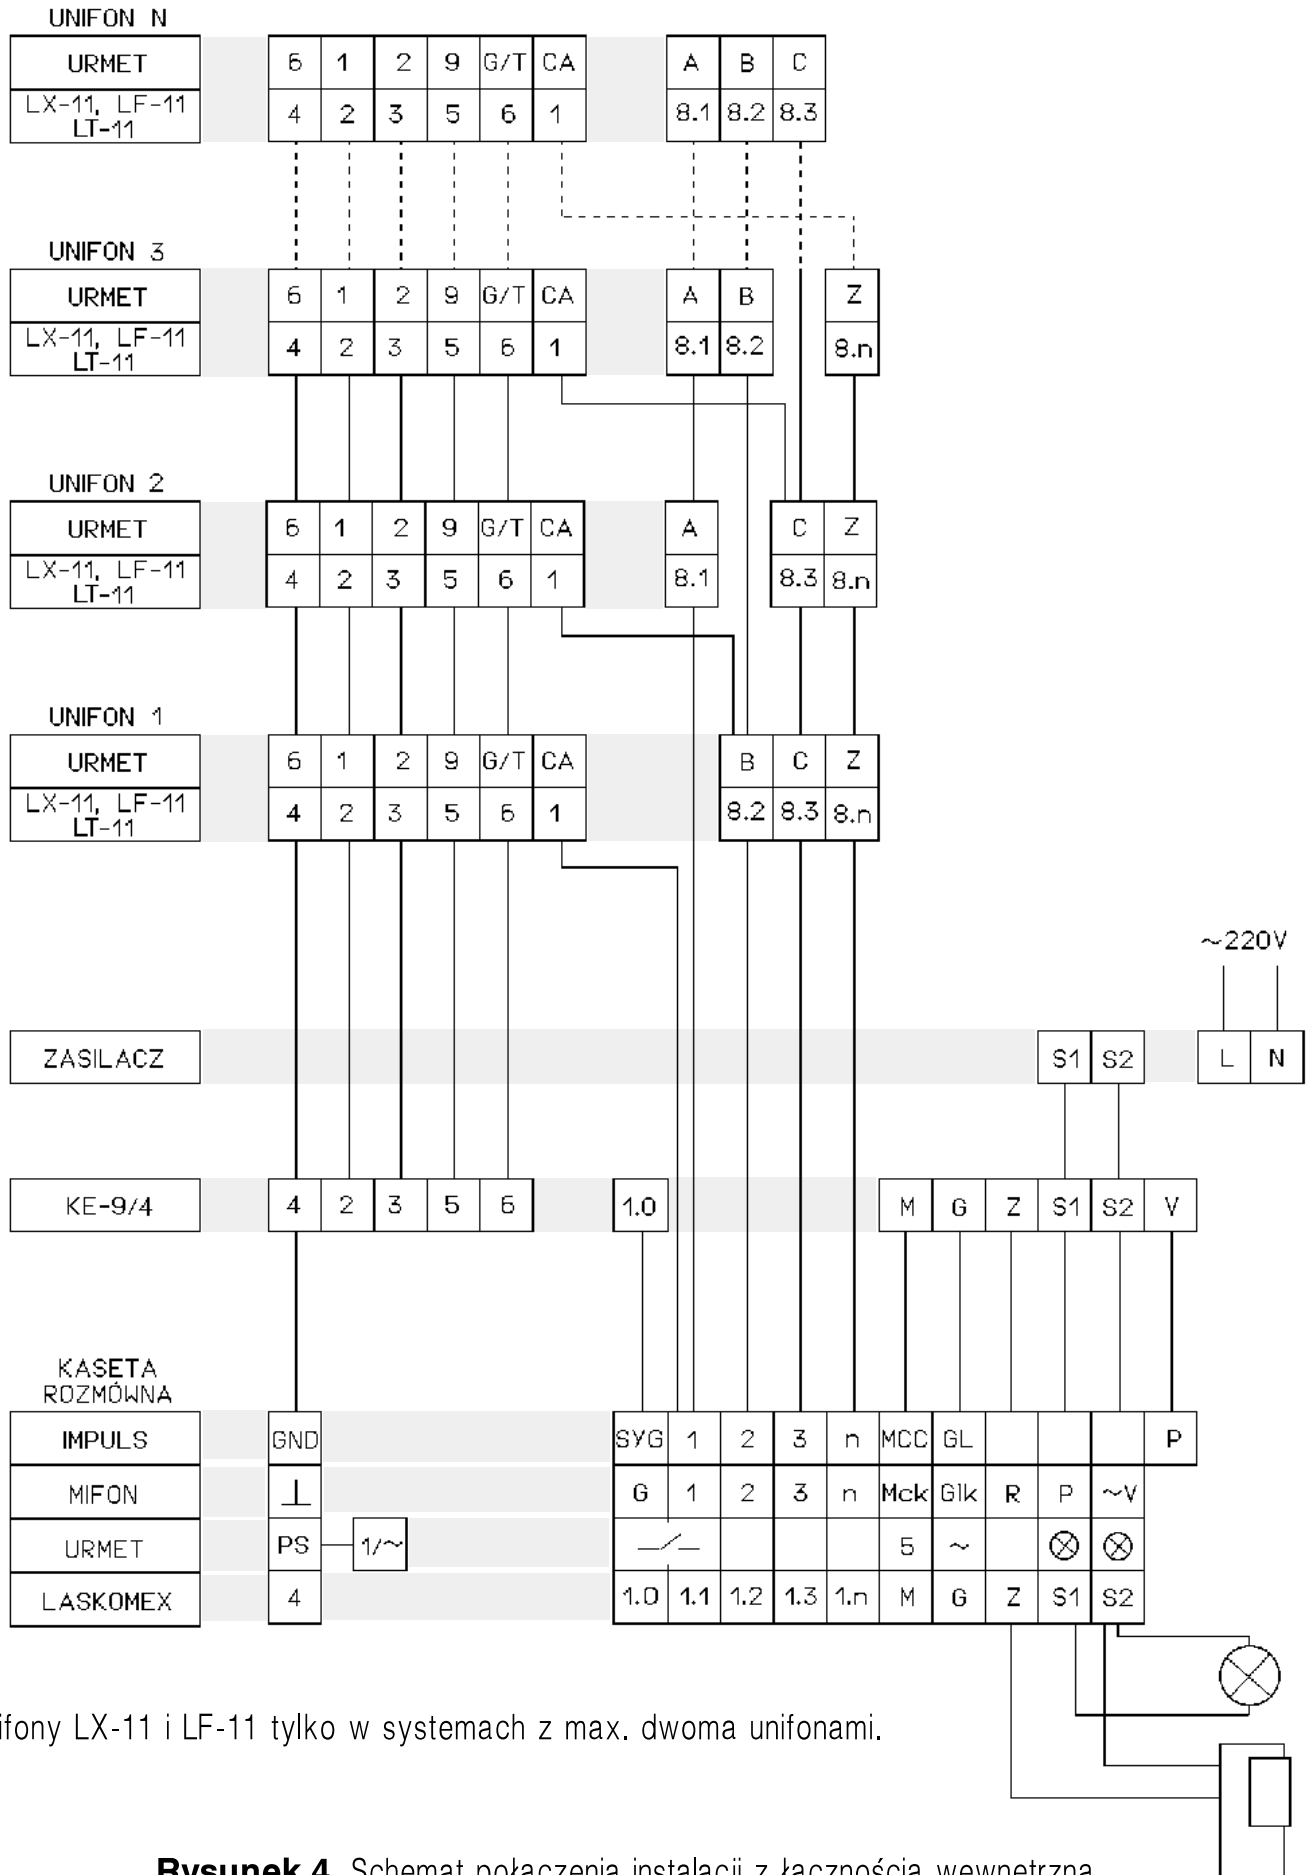 UNIFON N
URMET 6 1 2 9 G/T CA A B C
LX-11, LF-11
LT-11 4 2 3 5 6 1 8.1 8.2 8.3
UNIFON 3
URMET 6 1 2 9 G/T CA A B Z
LX-11, LF-11
LT-11 4 2 3 5 6 1 8.1 8.2 8.n
UNIFON 2
URMET 6 1 2 9 G/T CA A C Z
LX-11, LF-11
LT-11 4 2 3 5 6 1 8.1 8.3 8.n
UNIFON 1
URMET 6 1 2 9 G/T CA B C Z
LX-11, LF-11
LT-11 4 2 3 5 6 1 8.2 8.3 8.n
~220V
ZASILACZ S1 S2 L N
KE-9/4 4 2 3 5 6 1.0 M G Z S1 S2 V
KASETA
ROZMÓWNA
IMPULS GND SYG 1 2 3 n MCC GL P
MIFON ⊥ G 1 2 3 n Mck Glk R P ~V
URMET PS 1/~ 5 ~
LASKOMEX 4 1.0 1.1 1.2 1.3 1.n M G Z S1 S2
ifony LX-11 i LF-11 tylko w systemach z max. dwoma unifonami.
Rysunek 4. Schemat połączenia instalacji z łącznością wewnętrzną